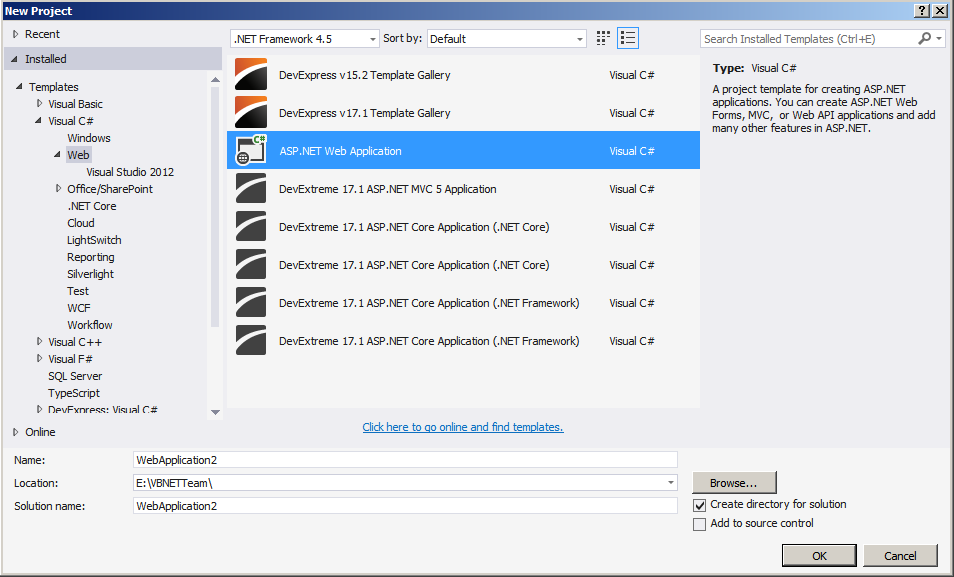 New Project
Recent
.NET Framework 4.5
Sort by:
Default
Search Installed Templates (Ctrl+E)
Installed
Templates
Visual Basic
Visual C#
Windows
Web
Visual Studio 2012
Office/SharePoint
.NET Core
Cloud
LightSwitch
Reporting
Silverlight
Test
WCF
Workflow
Visual C++
Visual F#
SQL Server
TypeScript
DevExpress: Visual C#
Online
DevExpress v15.2 Template Gallery Visual C#
DevExpress v17.1 Template Gallery Visual C#
C#
ASP.NET Web Application Visual C#
DevExtreme 17.1 ASP.NET MVC 5 Application Visual C#
DevExtreme 17.1 ASP.NET Core Application (.NET Core) Visual C#
DevExtreme 17.1 ASP.NET Core Application (.NET Core) Visual C#
DevExtreme 17.1 ASP.NET Core Application (.NET Framework) Visual C#
DevExtreme 17.1 ASP.NET Core Application (.NET Framework) Visual C#
Click here to go online and find templates.
Type: Visual C#
A project template for creating ASP.NET
applications. You can create ASP.NET Web
Forms, MVC, or Web API applications and add
many other features in ASP.NET.
Name: WebApplication2
Location: E:\VBNETTeam\
Browse...
Solution name: WebApplication2
Create directory for solution
Add to source control
OK
Cancel